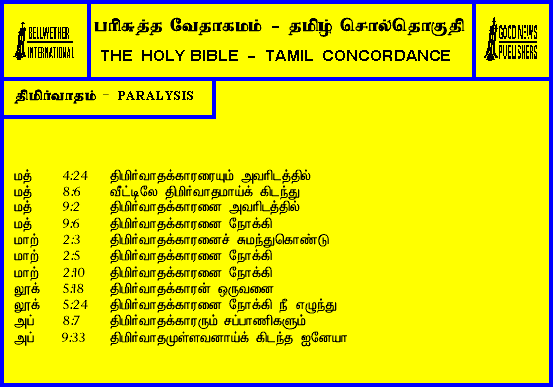 BELLWETHER INTERNATIONAL
பரிசுத்த வேதாகமம் - தமிழ் சொல்தொகுதி
THE HOLY BIBLE - TAMIL CONCORDANCE
GOOD NEWS PUBLISHERS
திமிர்வாதம் - PARALYSIS
மத் 4:24 திமிர்வாதக்காரரையும் அவரிடத்தில்
மத் 8:6 வீட்டிலே திமிர்வாதமாய்க் கிடந்து
மத் 9:2 திமிர்வாதக்காரனை அவரிடத்தில்
மத் 9:6 திமிர்வாதக்காரனை நோக்கி
மாற் 2:3 திமிர்வாதக்காரனைச் சுமந்துகொண்டு
மாற் 2:5 திமிர்வாதக்காரனை நோக்கி
மாற் 2:10 திமிர்வாதக்காரனை நோக்கி
லூக் 5:18 திமிர்வாதக்காரன் ஒருவனை
லூக் 5:24 திமிர்வாதக்காரனை நோக்கி நீ எழுந்து
அப் 8:7 திமிர்வாதக்காரரும் சப்பாணிகளும்
அப் 9:33 திமிர்வாதமுள்ளவனாய்க் கிடந்த ஐனேயா